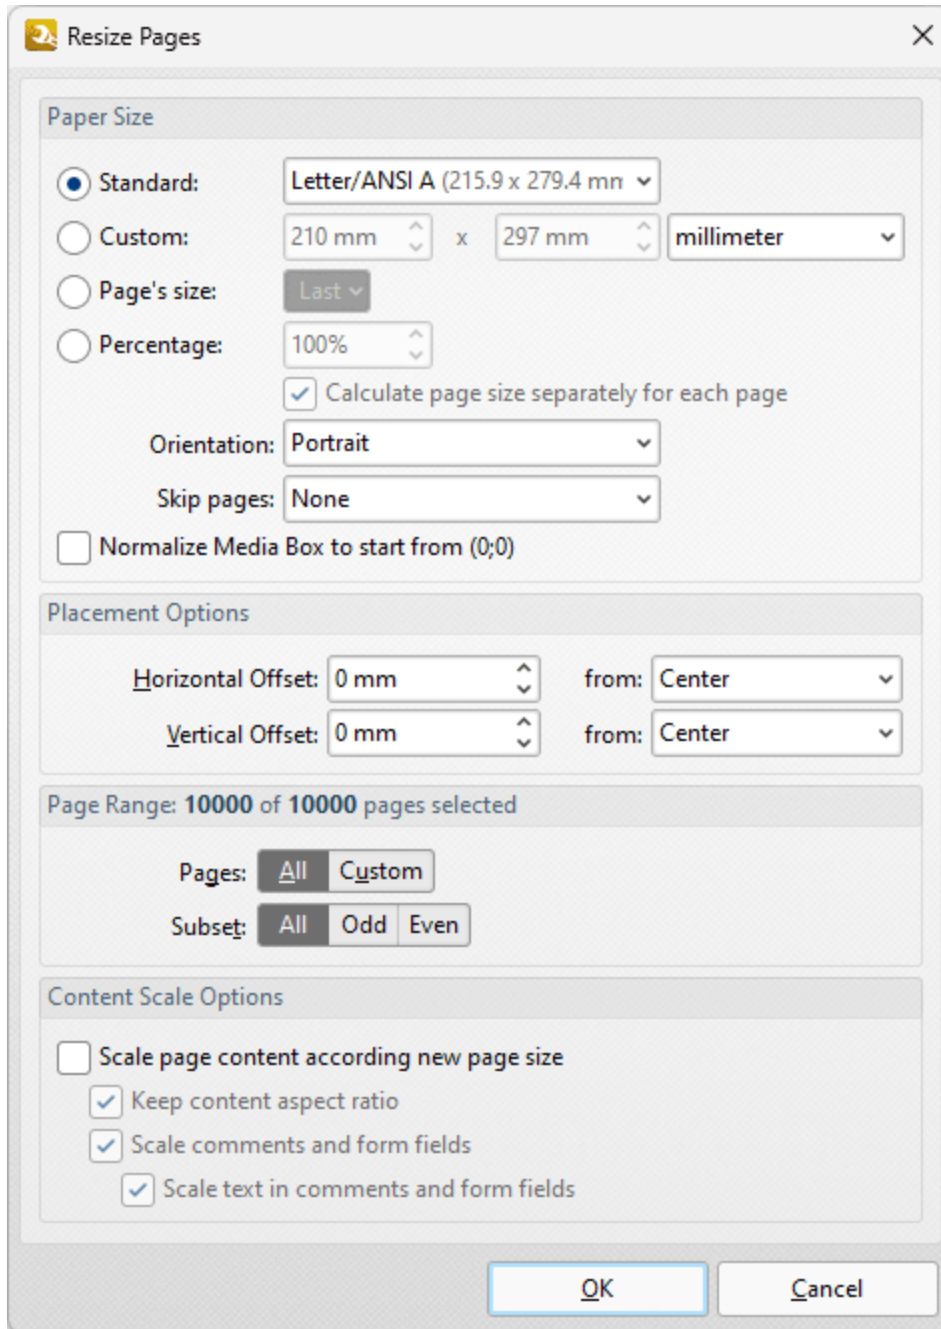 Resize Pages
Paper Size
Standard: Letter/ANSI A (215.9 x 279.4 mm
Custom: 210 mm x 297 mm millimeter
Page's size: Last
Percentage: 100%
Calculate page size separately for each page
Orientation: Portrait
Skip pages: None
Normalize Media Box to start from (0;0)
Placement Options
Horizontal Offset: 0 mm from: Center
Vertical Offset: 0 mm from: Center
Page Range: 10000 of 10000 pages selected
Pages: All Custom
Subset: All Odd Even
Content Scale Options
Scale page content according new page size
Keep content aspect ratio
Scale comments and form fields
Scale text in comments and form fields
OK Cancel